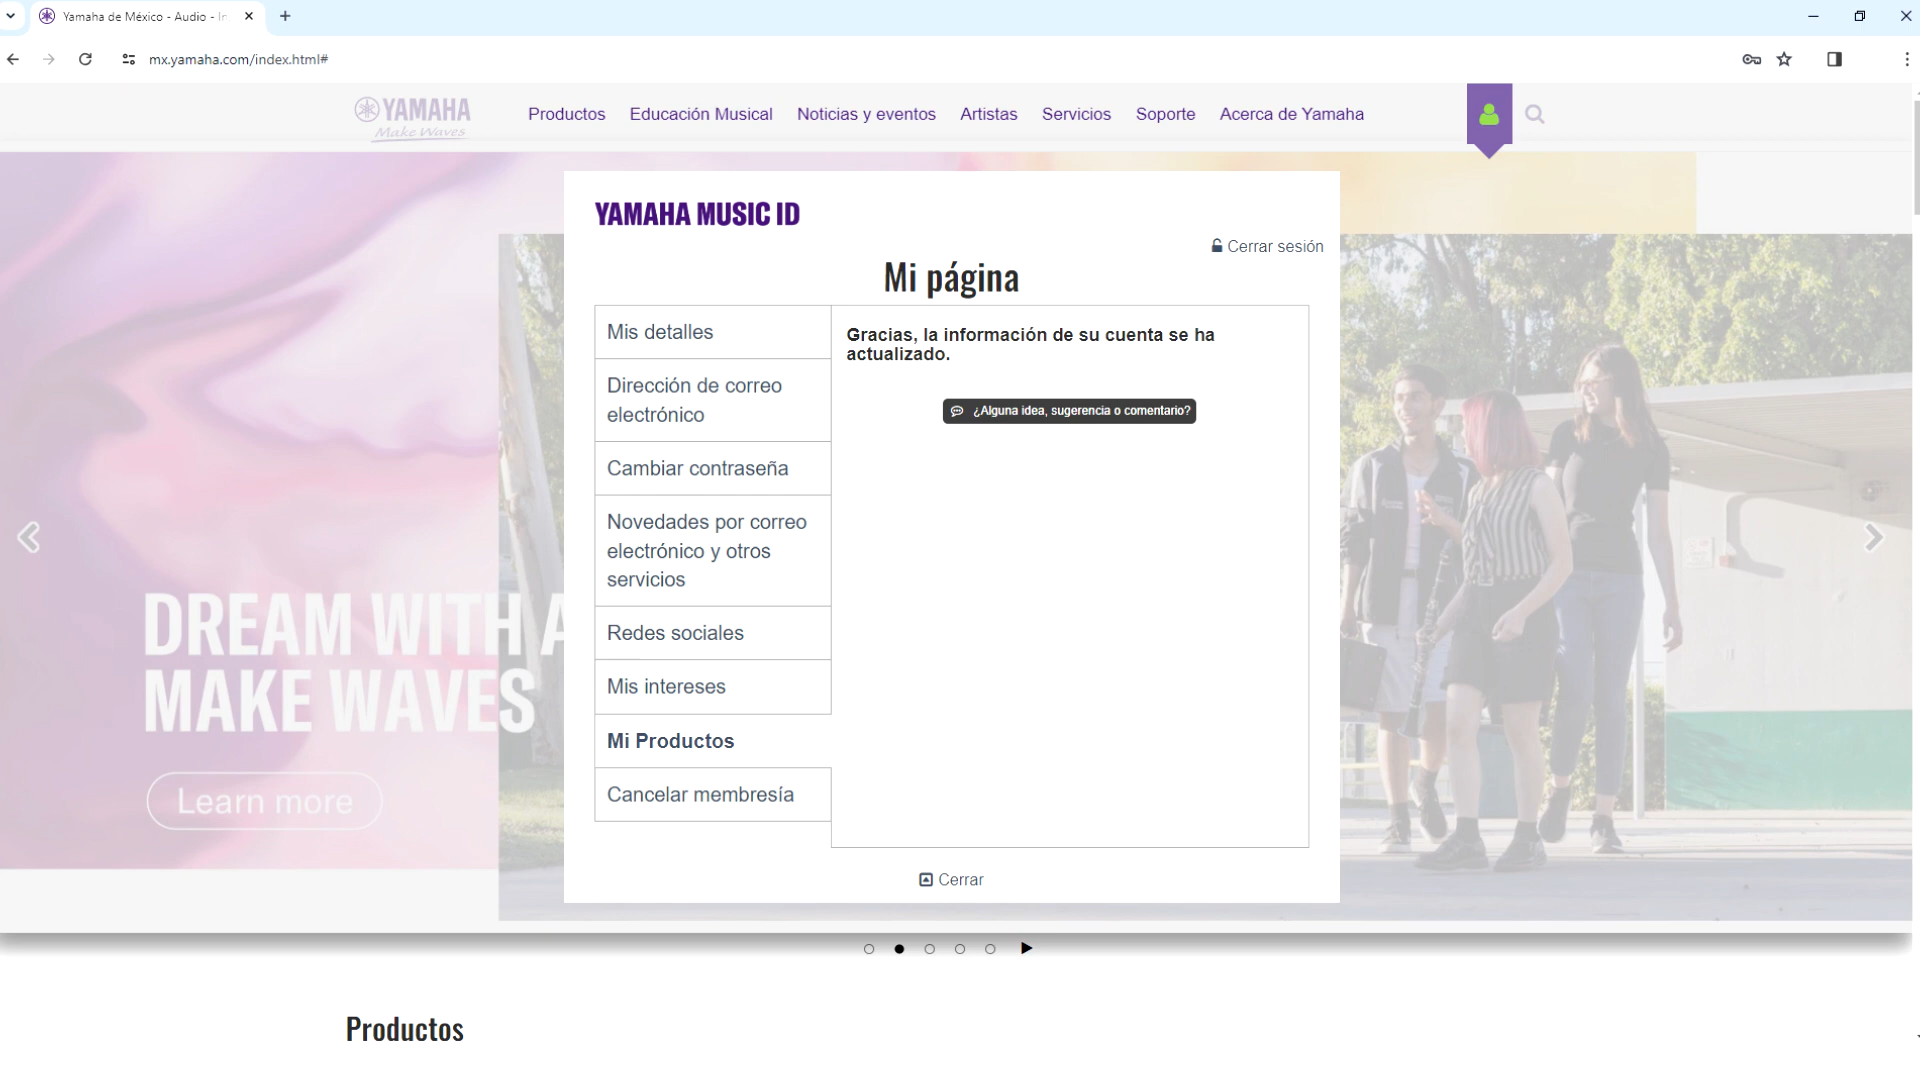 Yamaha de México - Audio - In
mx.yamaha.com/index.html#
YAMAHA
Make Waves
Productos
Educación Musical
Noticias y eventos
Artistas
Servicios
Soporte
Acerca de Yamaha
YAMAHA MUSIC ID
Cerrar sesión
Mi página
Mis detalles
Dirección de correo
electrónico
Cambiar contraseña
Novedades por correo
electrónico y otros
servicios
Redes sociales
Mis intereses
Mi Productos
Cancelar membresía
Gracias, la información de su cuenta se ha
actualizado.
¿Alguna idea, sugerencia o comentario?
Cerrar
DREAM WITH A
MAKE WAVES
Learn more
Productos